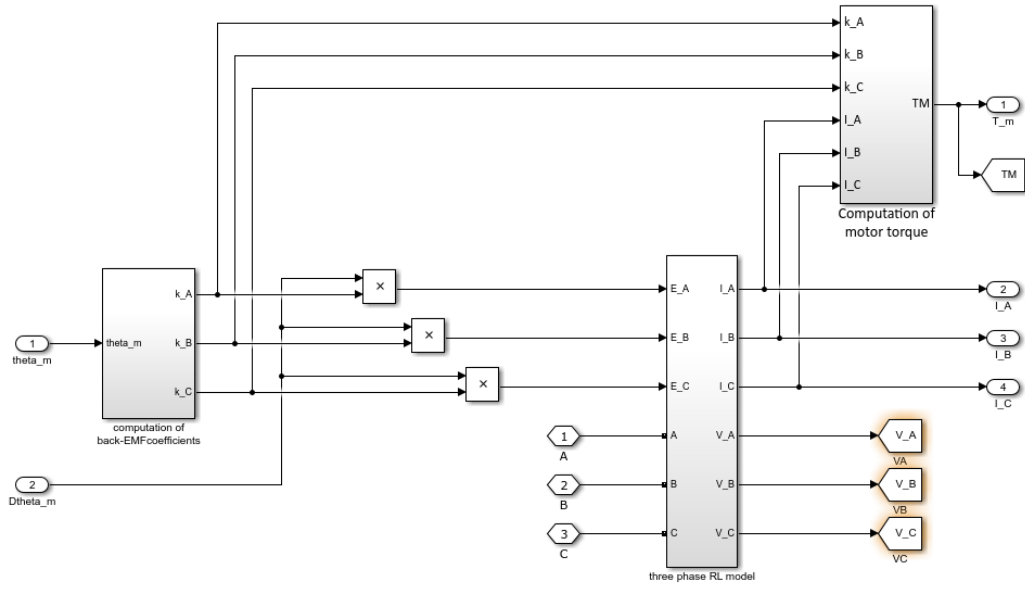 k_A
k_B
k_C
I_A
I_B
I_C
TM
Computation of
motor torque
1
T_m
TM
theta_m
k_A
k_B
k_C
computation of
back-EMFcoefficients
1
theta_m
2
Dtheta_m
×
×
×
E_A
E_B
E_C
A
B
C
I_A
I_B
I_C
V_A
V_B
V_C
three phase RL model
1
A
2
B
3
C
2
I_A
3
I_B
4
I_C
V_A
VA
V_B
VB
V_C
VC